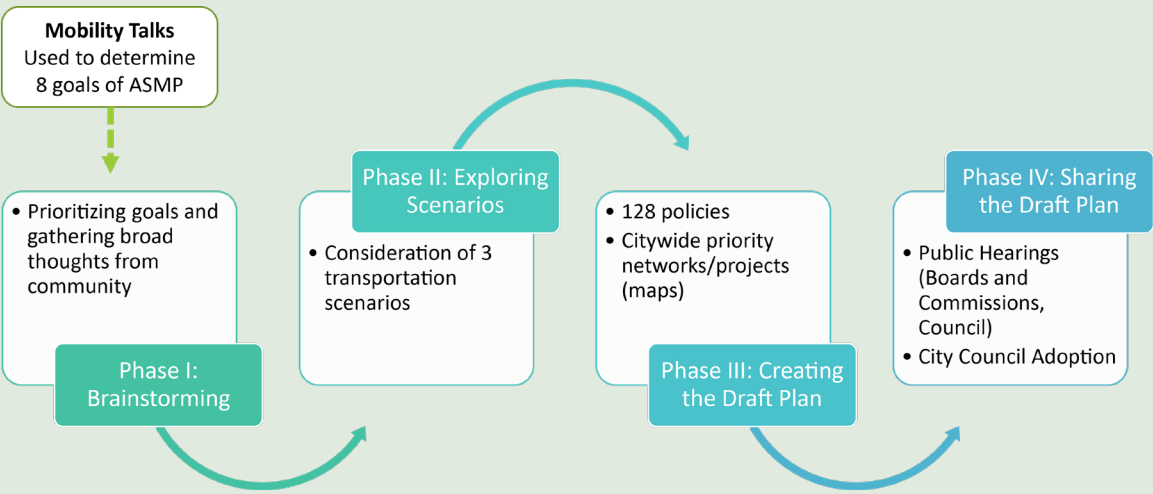 Mobility Talks
Used to determine
8 goals of ASMP
• Prioritizing goals and
gathering broad
thoughts from
community
Phase I:
Brainstorming
Phase II: Exploring
Scenarios
• Consideration of 3
transportation
scenarios
• 128 policies
• Citywide priority
networks/projects
(maps)
Phase III: Creating
the Draft Plan
Phase IV: Sharing
the Draft Plan
• Public Hearings
(Boards and
Commissions,
Council)
• City Council Adoption